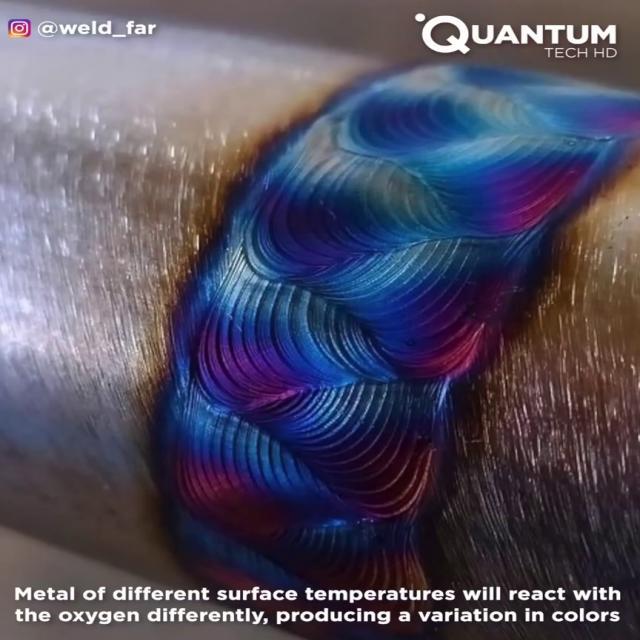 @weld_far
QUANTUM
TECH HD
Metal of different surface temperatures will react with
the oxygen differently, producing a variation in colors